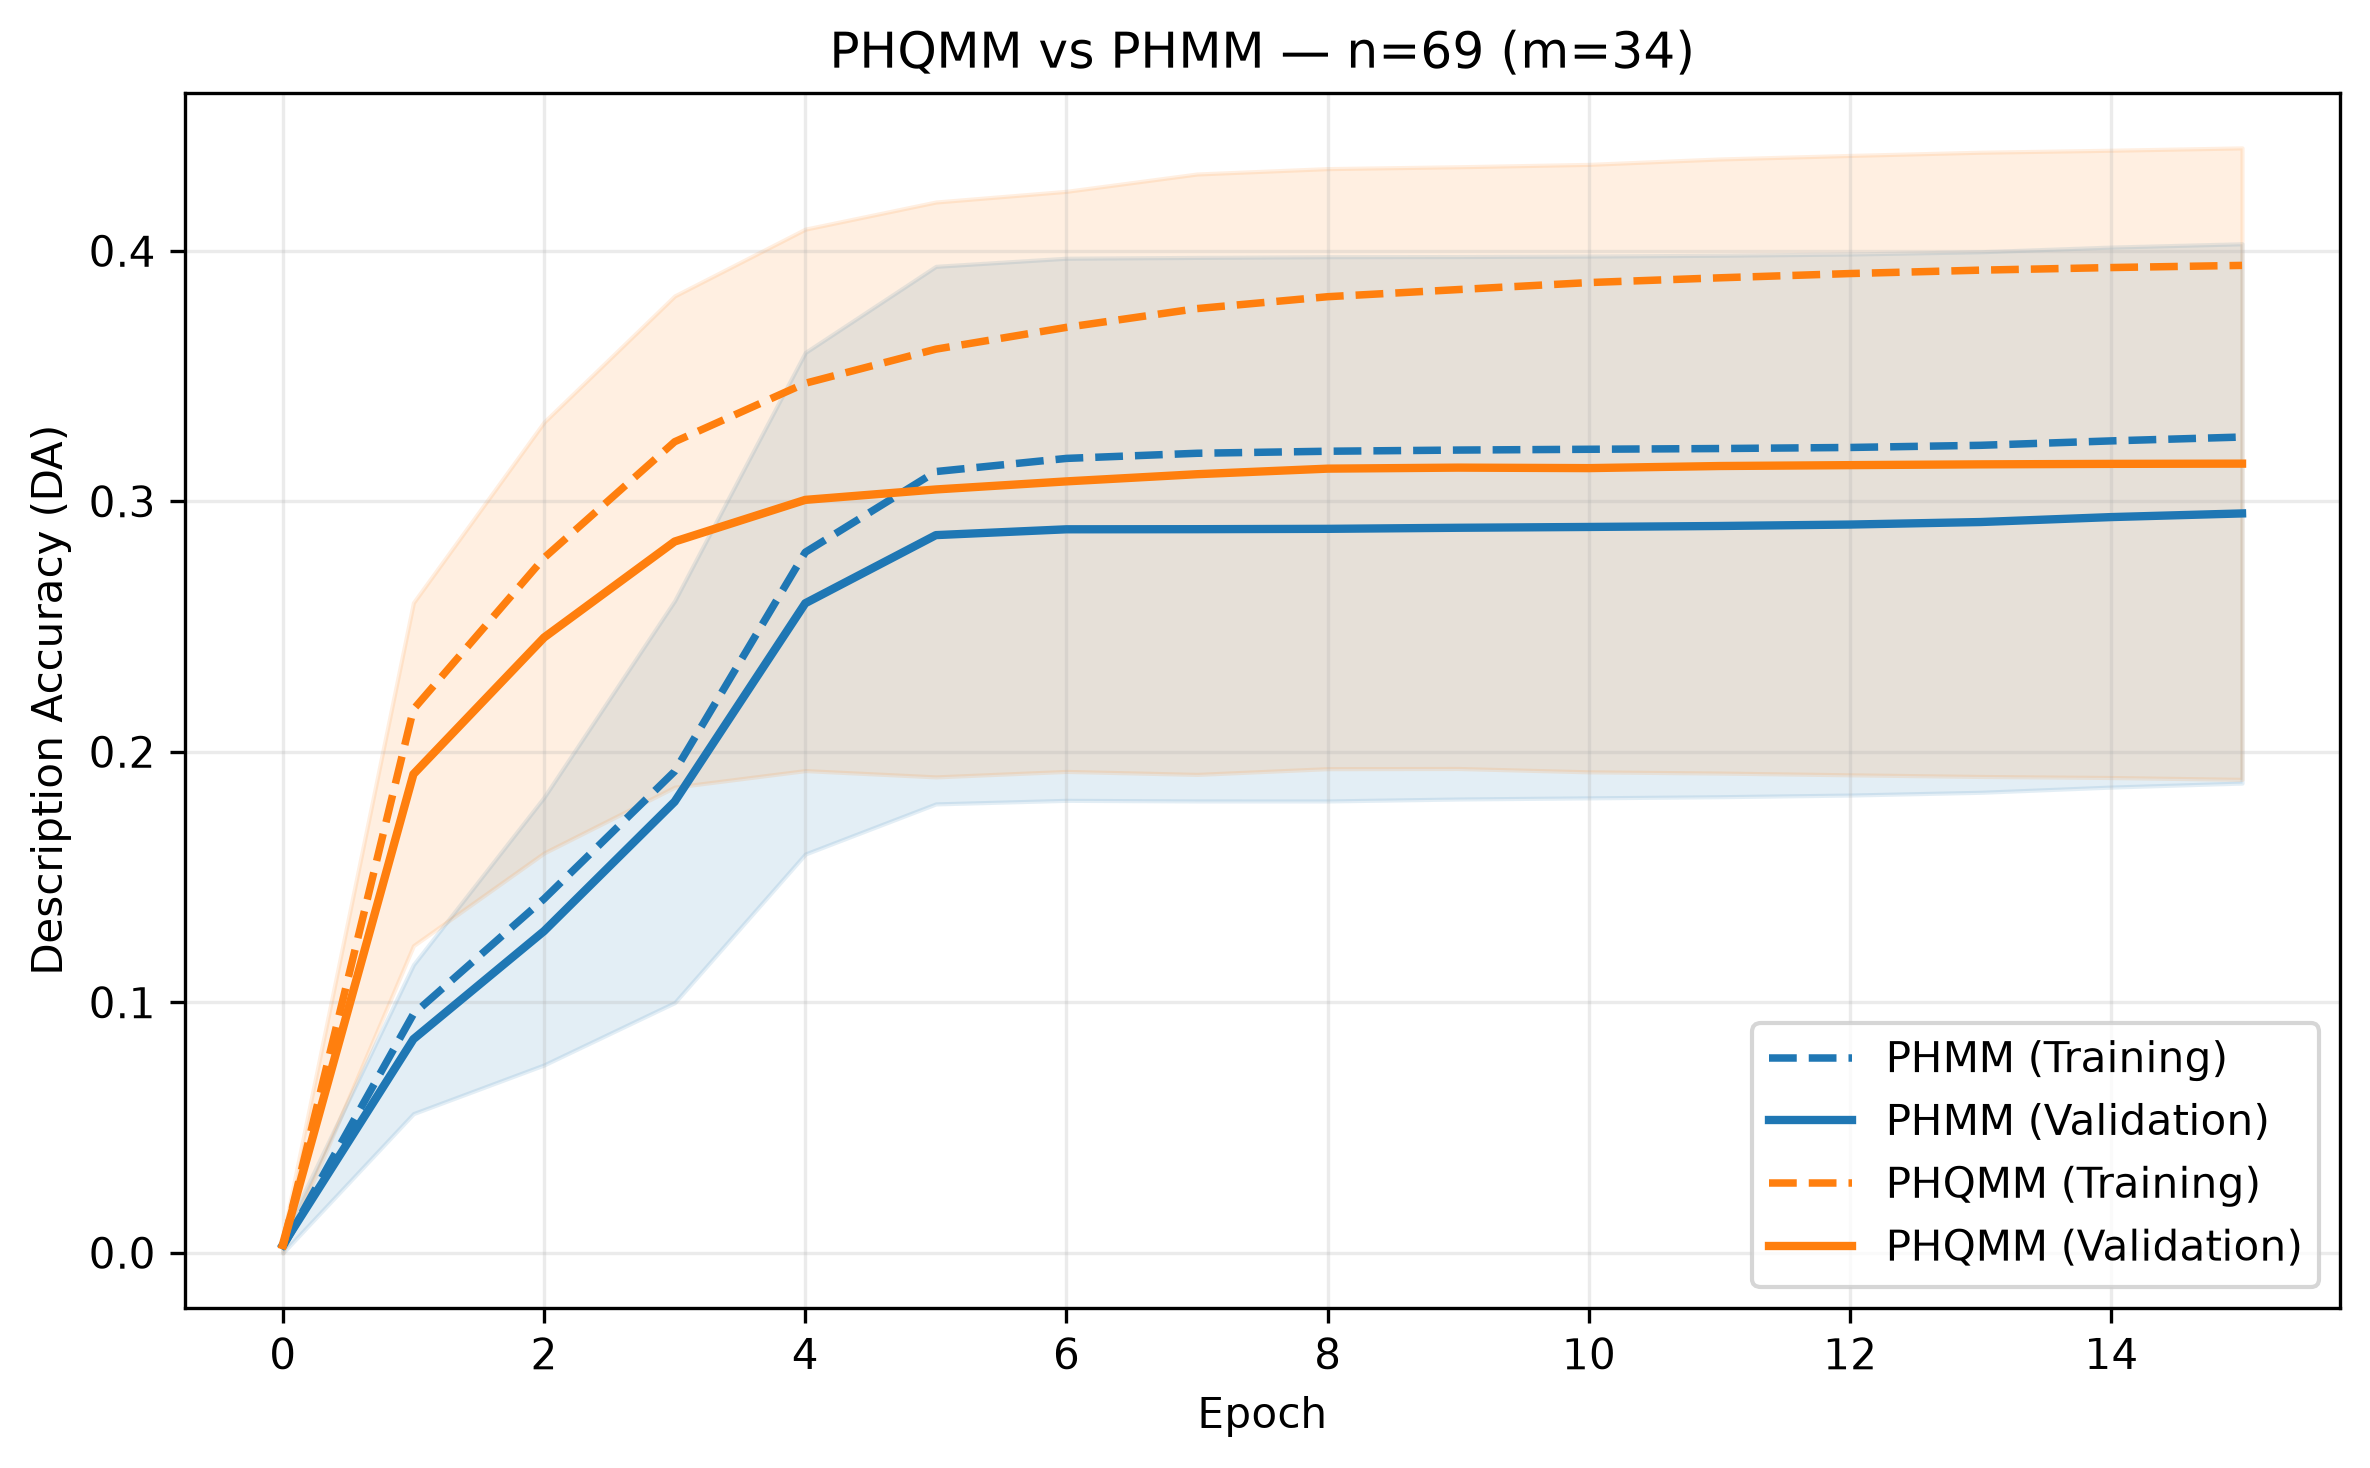 PHQMM vs PHMM — n=69 (m=34)
Description Accuracy (DA)
0.4
0.3
0.2
0.1
0.0
PHMM (Training)
PHMM (Validation)
PHQMM (Training)
PHQMM (Validation)
0 2 4 6 8 10 12 14
Epoch